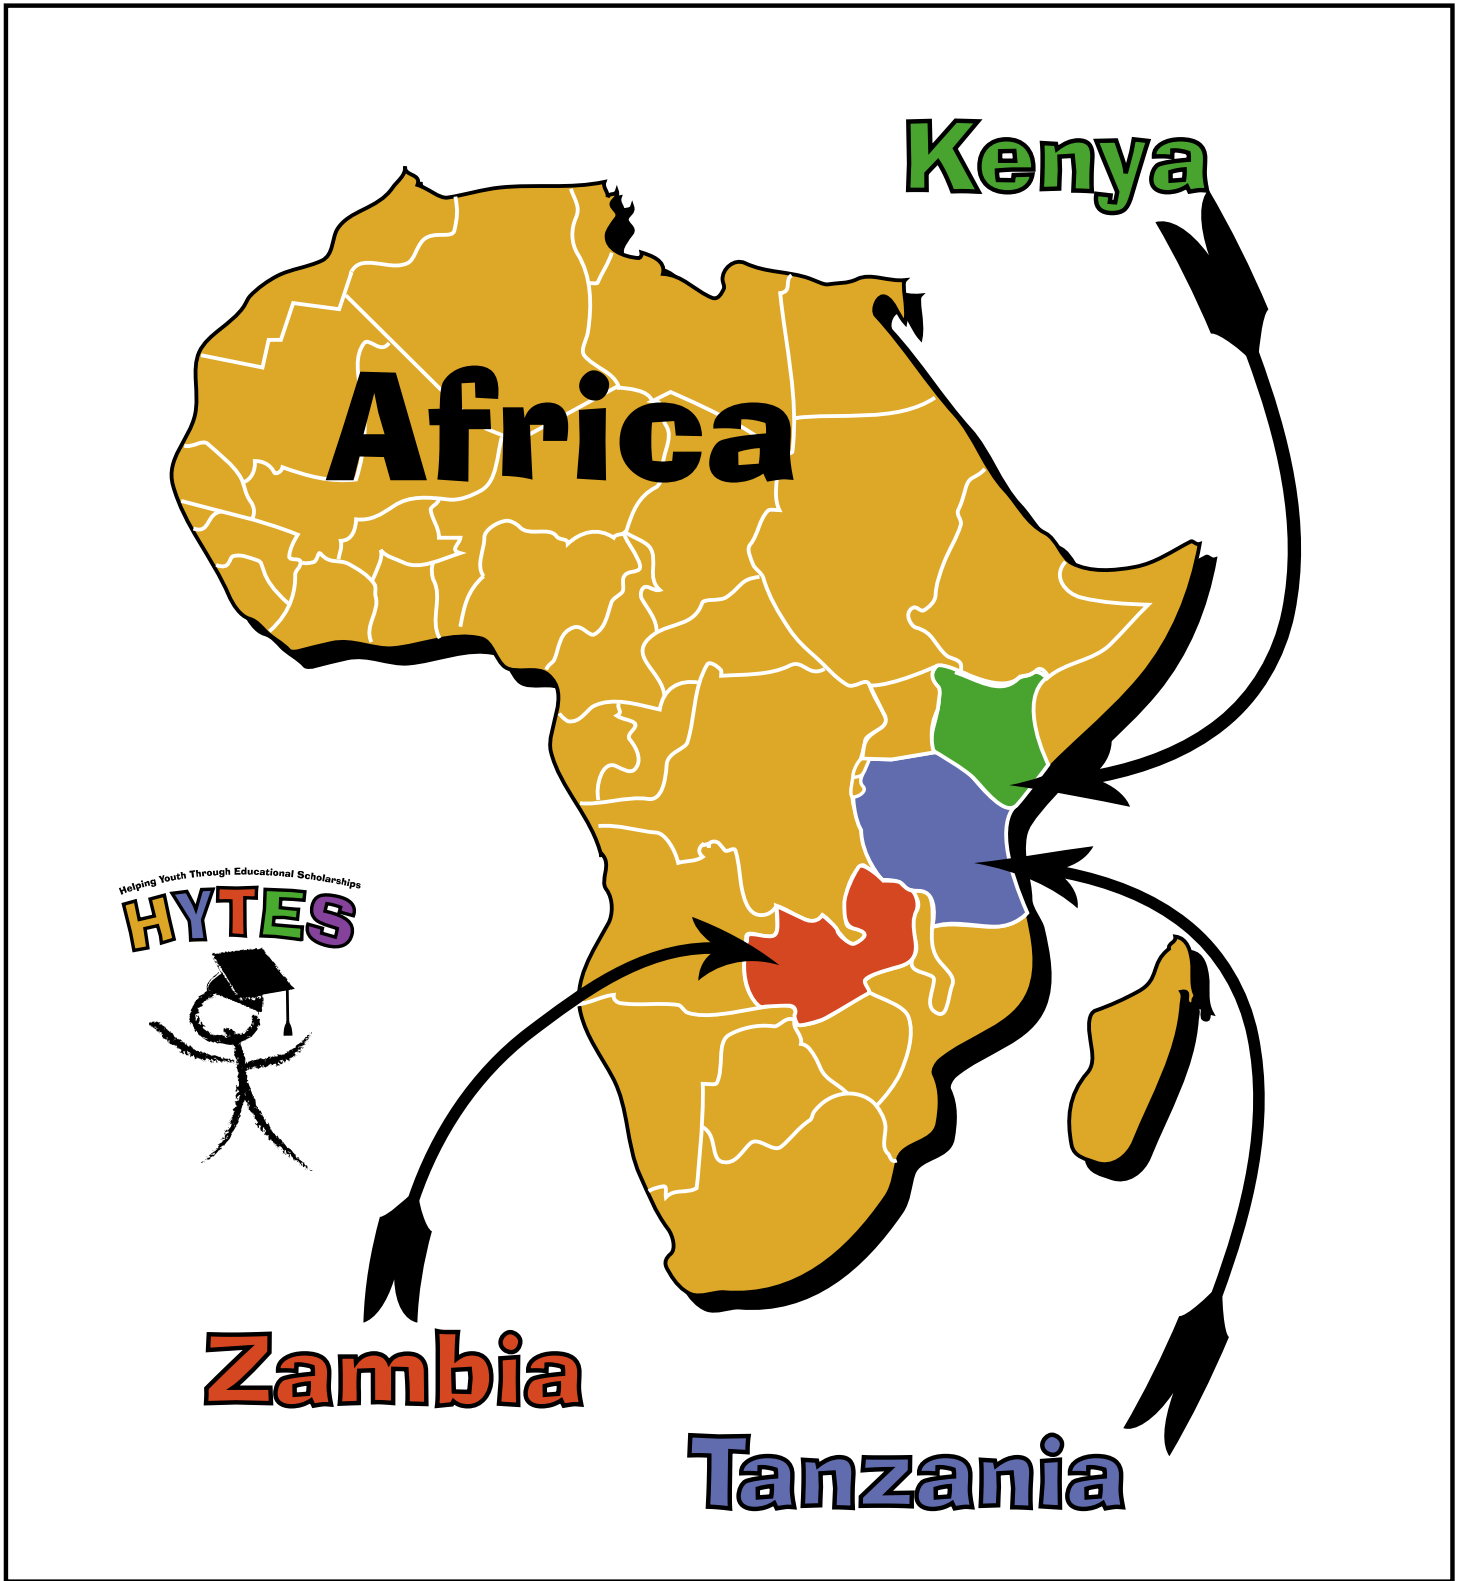 Kenya
Africa
Helping Youth Through Educational Scholarships
HYTES
Zambia
Tanzania